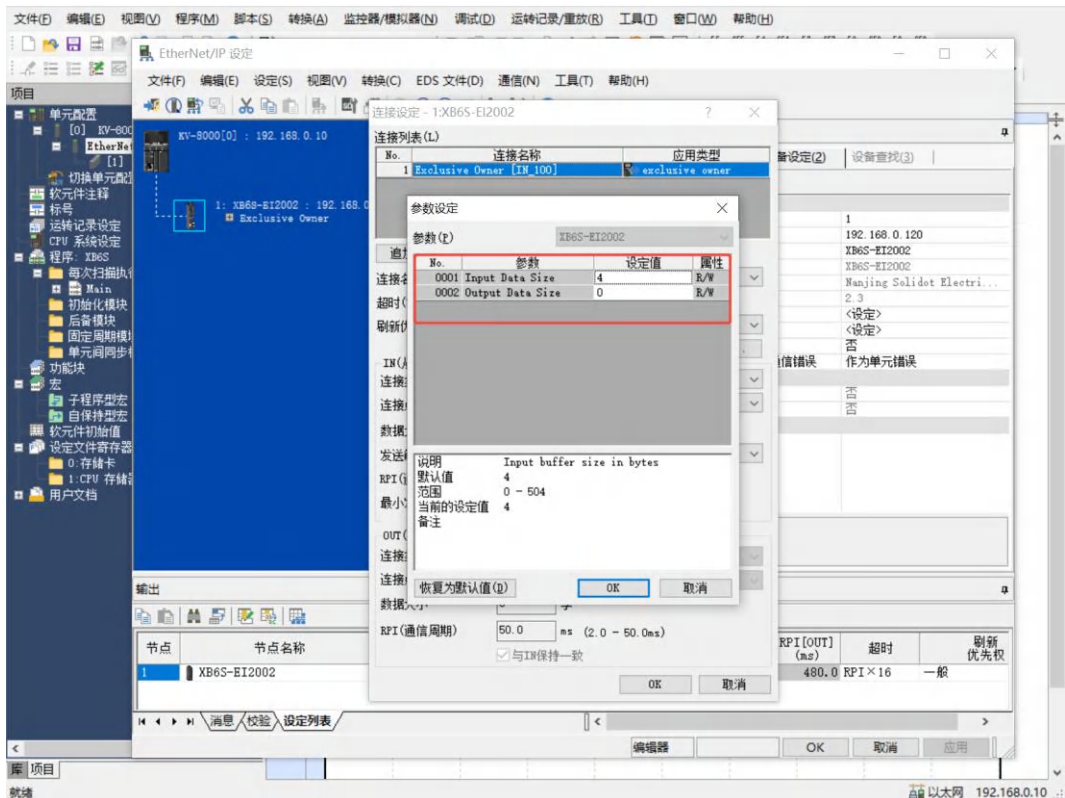 文件(F) 编辑(E) 视图(V) 程序(M) 脚本(S) 转换(A) 监控器/模拟器(N) 调试(D) 运转记录/重放(R) 工具(T) 窗口(W) 帮助(H)
EtherNet/IP 设定
文件(F) 编辑(E) 设定(S) 视图(V) 转换(C) EDS 文件(D) 通信(N) 工具(T) 帮助(H)
项目
单元配置
[0] KV-800
EtherNe
[1]
切换单元配
软元件注释
标号
运转记录设定
CPU 系统设定
程序: XB6S
每次扫描执
Main
初始化模块
后备模块
固定周期模
单元间同步
功能块
宏
子程序型宏
自保持型宏
软元件初始值
设定文件寄存器
0:存储卡
1:CPU 存储
用户文档
库 项目
就绪
KV-8000[0] : 192.168.0.10
1: XB6S-EI2002 : 192.168.0
Exclusive Owner
连接设定 - 1:XB6S-EI2002
连接列表(L)
No. 连接名称 应用类型
1 Exclusive Owner [IN_100] exclusive owner
参数设定
参数(P) XB6S-EI2002
No. 参数 设定值 属性
0001 Input Data Size 4 R/W
0002 Output Data Size 0 R/W
说明 Input buffer size in bytes
默认值 4
范围 0 - 504
当前的设定值 4
备注
恢复为默认值(D) OK 取消
追
连接
超时(
刷新
IN(
连接
连接
数据
发送
RPI(
最小
OUT(
连接
连接
RPI(通信周期) 50.0 ms (2.0 - 50.0ms)
与IN保持一致
OK 取消
设定(2) 设备查找(3)
1
192.168.0.120
XB6S-EI2002
XB6S-EI2002
Nanjing Solidot Electri...
2.3
<设定>
<设定>
否
信错误 作为单元错误
否
否
输出
节点 节点名称 RPI[OUT] (ms) 超时 刷新优先权
1 XB6S-EI2002 480.0 RPI×16 一般
消息 校验 设定列表
编辑器 OK 取消 应用
以太网 192.168.0.10